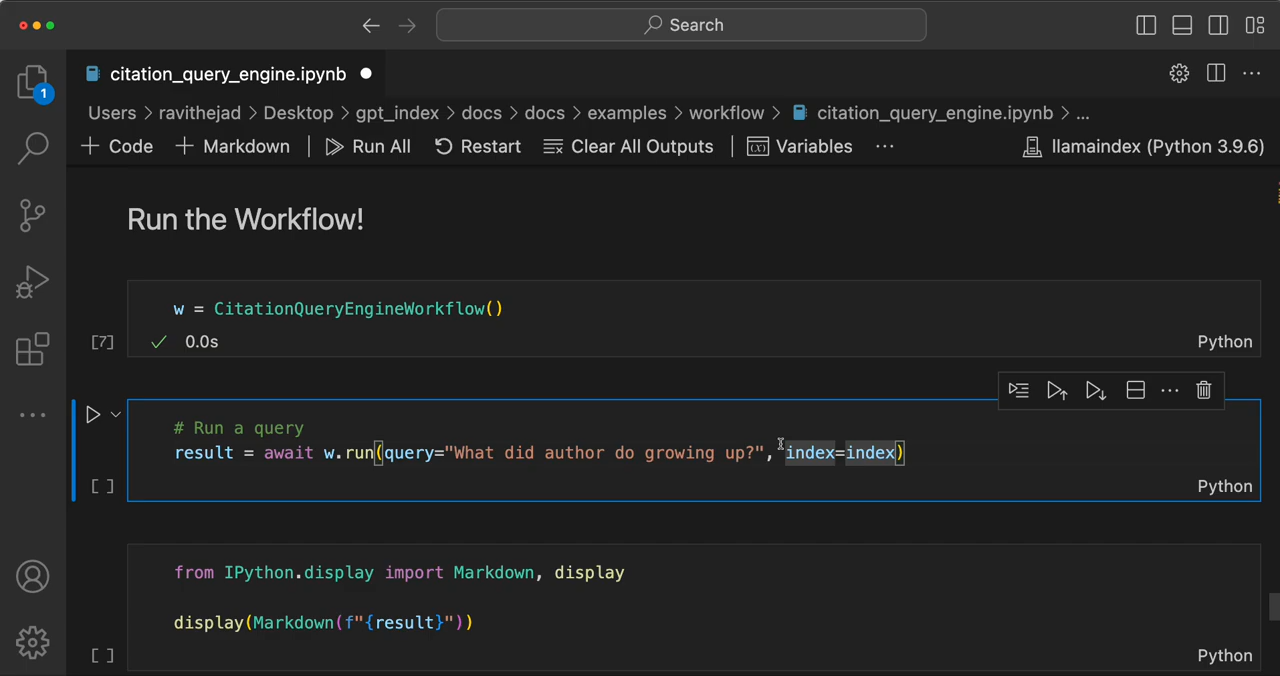 Search
citation_query_engine.ipynb
1
Users > ravithejad > Desktop > gpt_index > docs > docs > examples > workflow > citation_query_engine.ipynb > ...
+ Code + Markdown Run All Restart Clear All Outputs Variables ... llamaindex (Python 3.9.6)
Run the Workflow!
w = CitationQueryEngineWorkflow()
[7] ✓ 0.0s Python
# Run a query
result = await w.run(query="What did author do growing up?", index=index)
[ ] Python
from IPython.display import Markdown, display
display(Markdown(f"{result}"))
[ ] Python